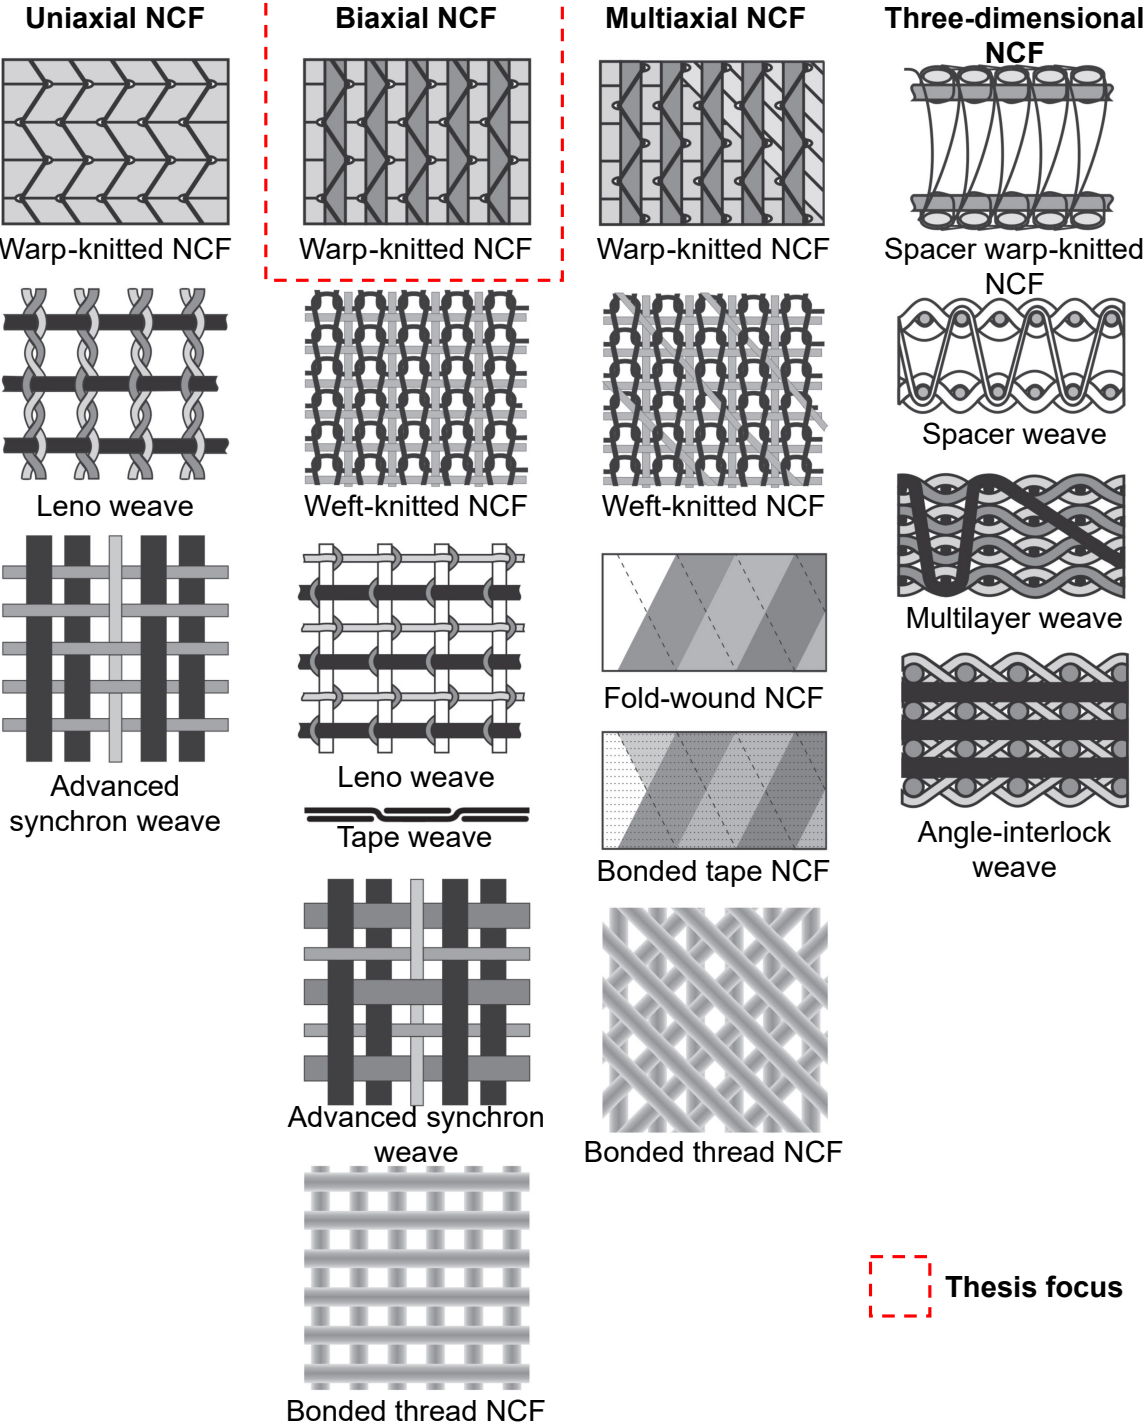 Uniaxial NCF
Warp-knitted NCF
Leno weave
Advanced
synchron weave
Biaxial NCF
Warp-knitted NCF
Weft-knitted NCF
Leno weave
Tape weave
Advanced synchron
weave
Bonded thread NCF
Multiaxial NCF
Warp-knitted NCF
Weft-knitted NCF
Fold-wound NCF
Bonded tape NCF
Bonded thread NCF
Three-dimensional
NCF
Spacer warp-knitted
NCF
Spacer weave
Multilayer weave
Angle-interlock
weave
Thesis focus